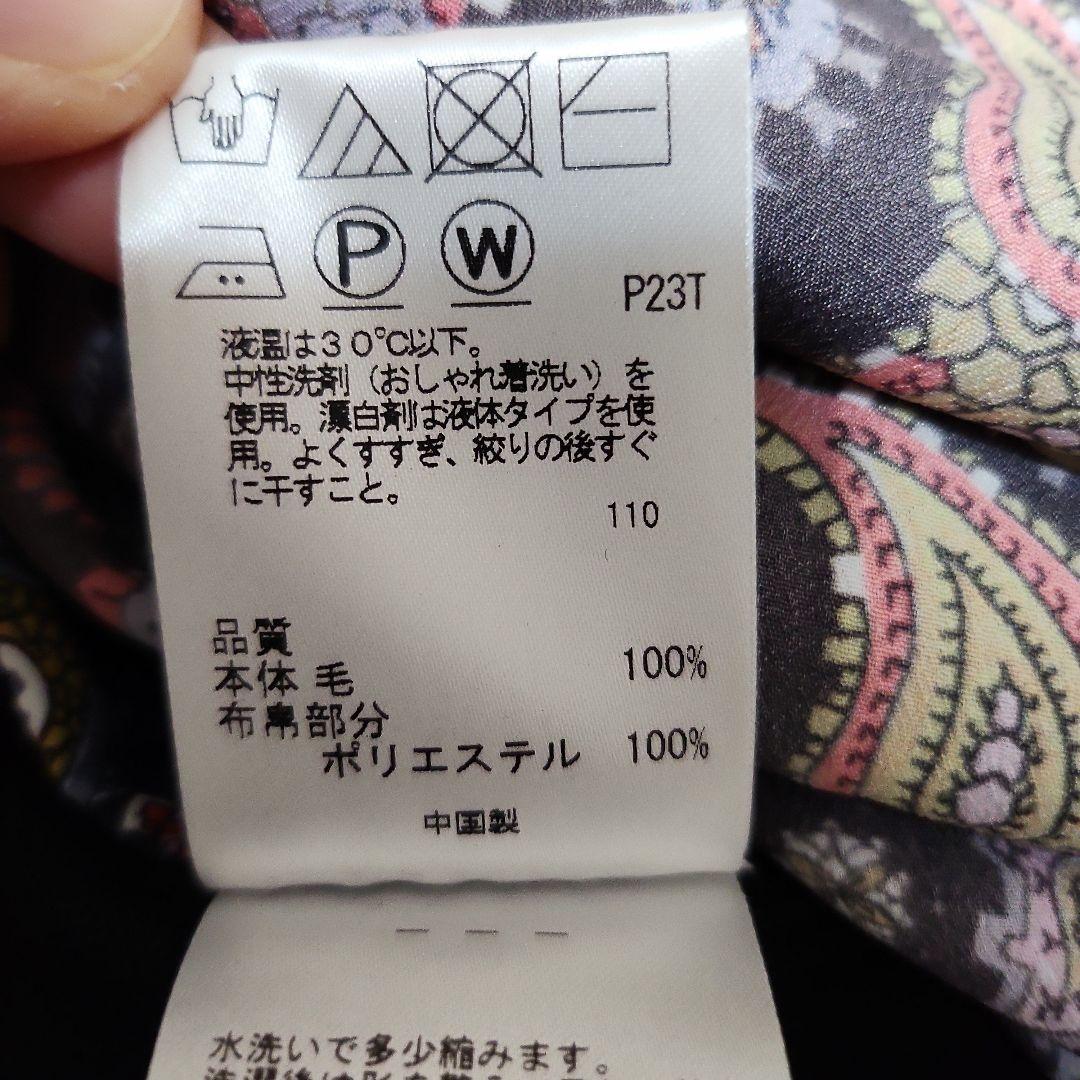 P W
P23T
液温は30℃以下。
中性洗剤（おしゃれ着洗い）を
使用。漂白剤は液体タイプを使
用。よくすすぎ、絞りの後すぐ
に干すこと。
110
品質
本体 毛 100%
布帛部分
ポリエステル 100%
中国製
水洗いで多少縮みます。